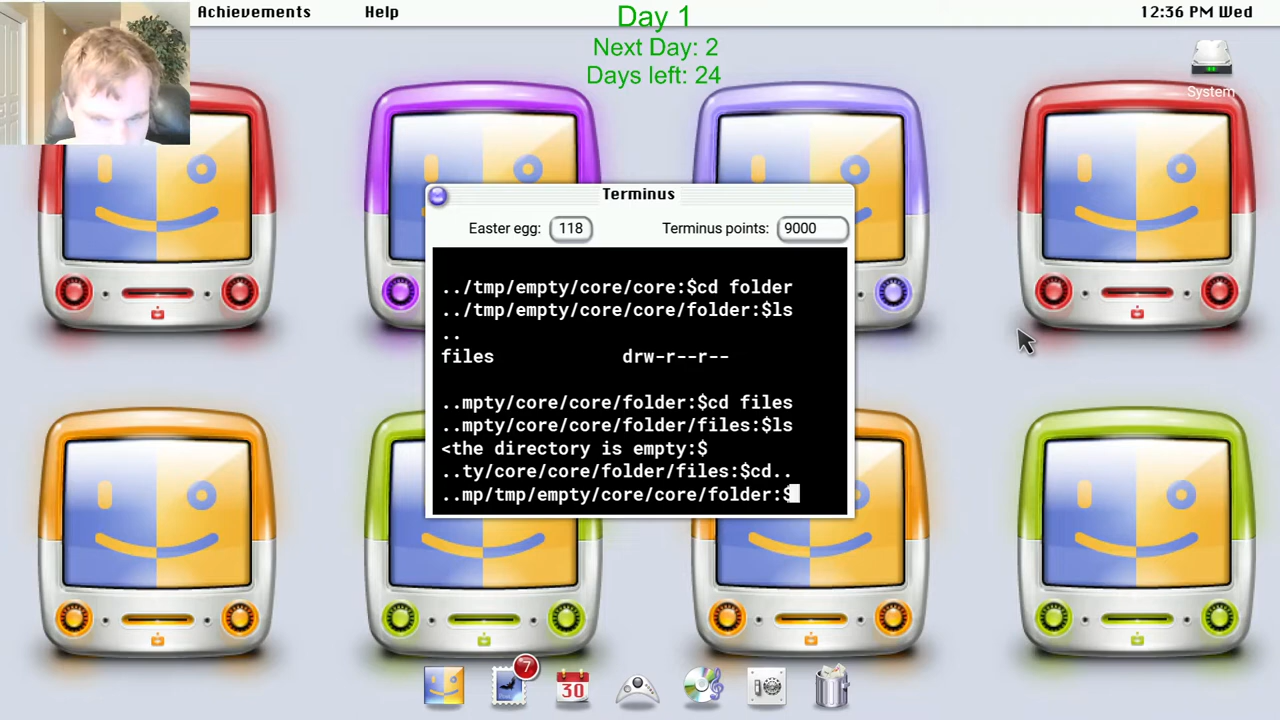 Achievements Help 12:36 PM Wed
Day 1
Next Day: 2
Days left: 24
System
Terminus
Easter egg: 118 Terminus points: 9000
../tmp/empty/core/core:$cd folder
../tmp/empty/core/core/folder:$ls
..
files drw-r--r--
..mpty/core/core/folder:$cd files
..mpty/core/core/folder/files:$ls
<the directory is empty:$
..ty/core/core/folder/files:$cd..
..mp/tmp/empty/core/core/folder:$
7
30